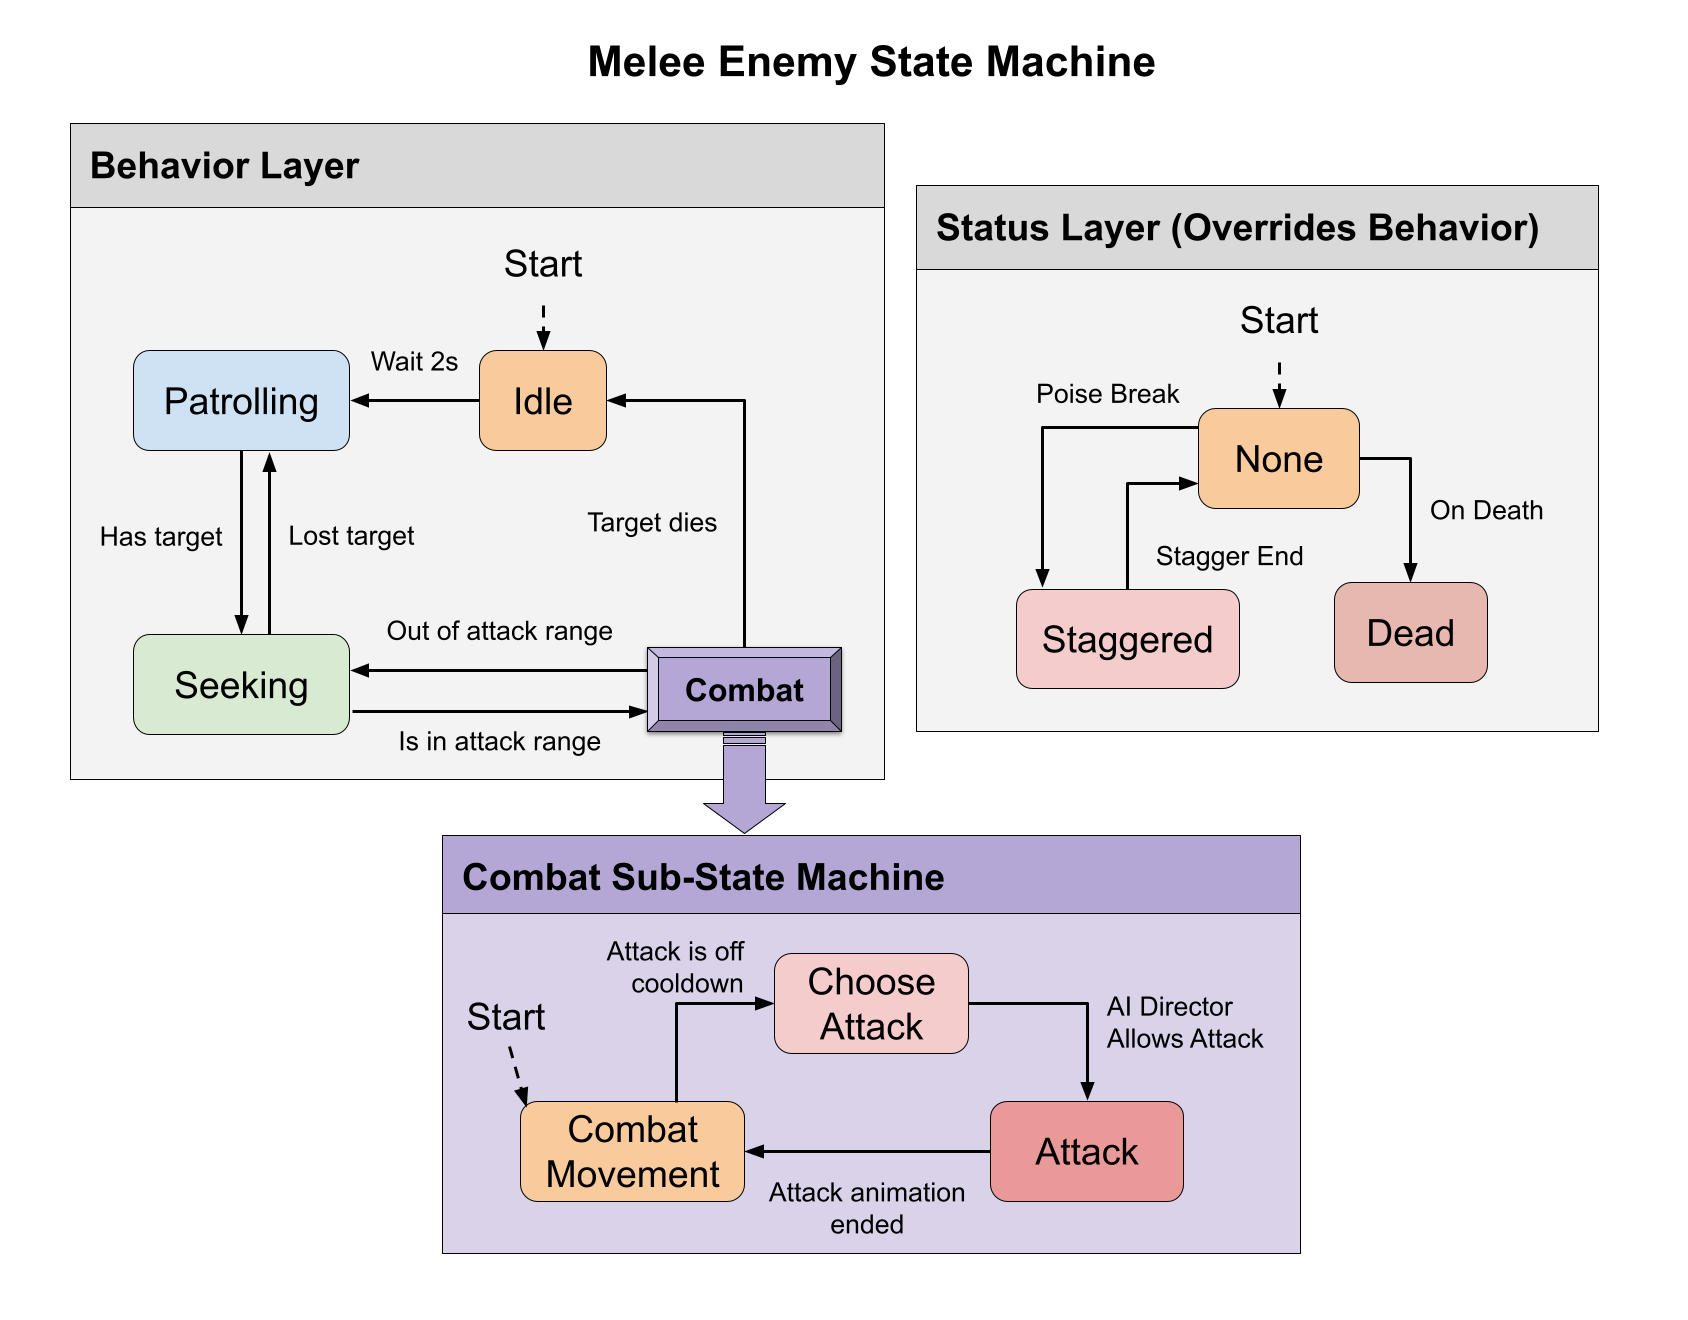 Melee Enemy State Machine
Behavior Layer
Start
Wait 2s
Patrolling
Idle
Has target
Lost target
Target dies
Out of attack range
Seeking
Combat
Is in attack range
Status Layer (Overrides Behavior)
Start
Poise Break
None
On Death
Stagger End
Staggered
Dead
Combat Sub-State Machine
Attack is off
cooldown
Choose
Attack
Start
AI Director
Allows Attack
Combat
Movement
Attack
Attack animation
ended